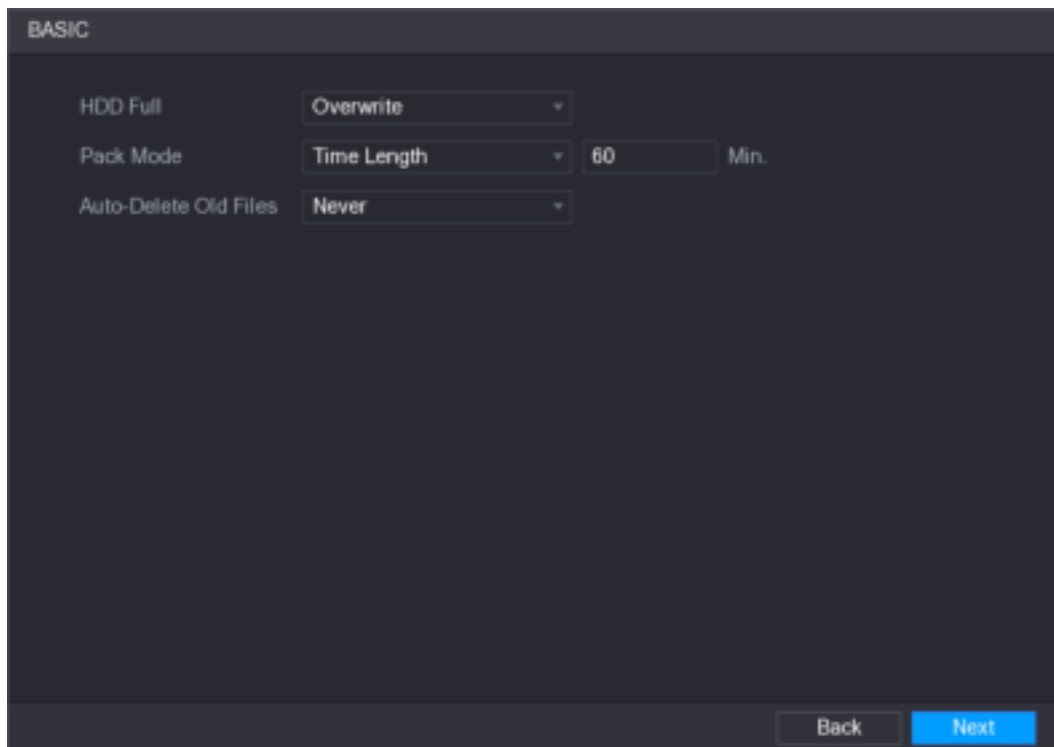 BASIC
HDD Full Overwrite
Pack Mode Time Length 60 Min.
Auto-Delete Old Files Never
Back Next